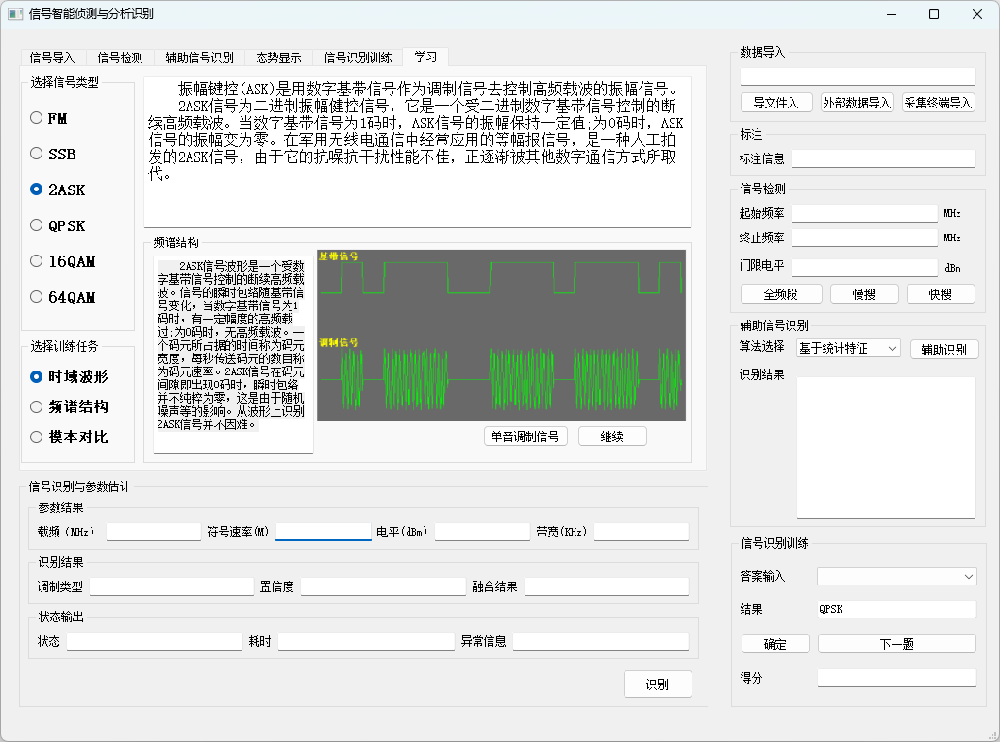 信号智能侦测与分析识别
信号导入 信号检测 辅助信号识别 态势显示 信号识别训练 学习
选择信号类型
FM
SSB
2ASK
QPSK
16QAM
64QAM
选择训练任务
时域波形
频谱结构
模本对比
振幅键控(ASK)是用数字基带信号作为调制信号去控制高频载波的振幅信号。
2ASK信号为二进制振幅健控信号，它是一个受二进制数字基带信号控制的断
续高频载波。当数字基带信号为1码时，ASK信号的振幅保持一定值;为0码时，ASK
信号的振幅变为零。在军用无线电通信中经常应用的等幅报信号，是一种人工拍
发的2ASK信号，由于它的抗噪抗干扰性能不佳，正逐渐被其他数字通信方式所取
代。
频谱结构
2ASK信号波形是一个受数
字基带信号控制的断续高频载
波。信号的瞬时包络随基带信
号变化，当数字基带信号为1
码时，有一定幅度的高频载
过;为0码时，无高频载波。一
个码元所占据的时间称为码元
宽度，每秒传送码元的数目称
为码元速率。2ASK信号在码元
间隙即出现0码时，瞬时包络
并不纯粹为零，这是由于随机
噪声等的影响。从波形上识别
2ASK信号并不因难。
基带信号
调制信号
单音调制信号 继续
信号识别与参数估计
参数结果
载频（MHz） 符号速率(M) 电平(dBm) 带宽(KHz)
识别结果
调制类型 置信度 融合结果
状态输出
状态 耗时 异常信息
识别
数据导入
导文件入 外部数据导入 采集终端导入
标注
标注信息
信号检测
起始频率 MHz
终止频率 MHz
门限电平 dBm
全频段 慢搜 快搜
辅助信号识别
算法选择 基于统计特征 辅助识别
识别结果
信号识别训练
答案输入
结果 QPSK
确定 下一题
得分